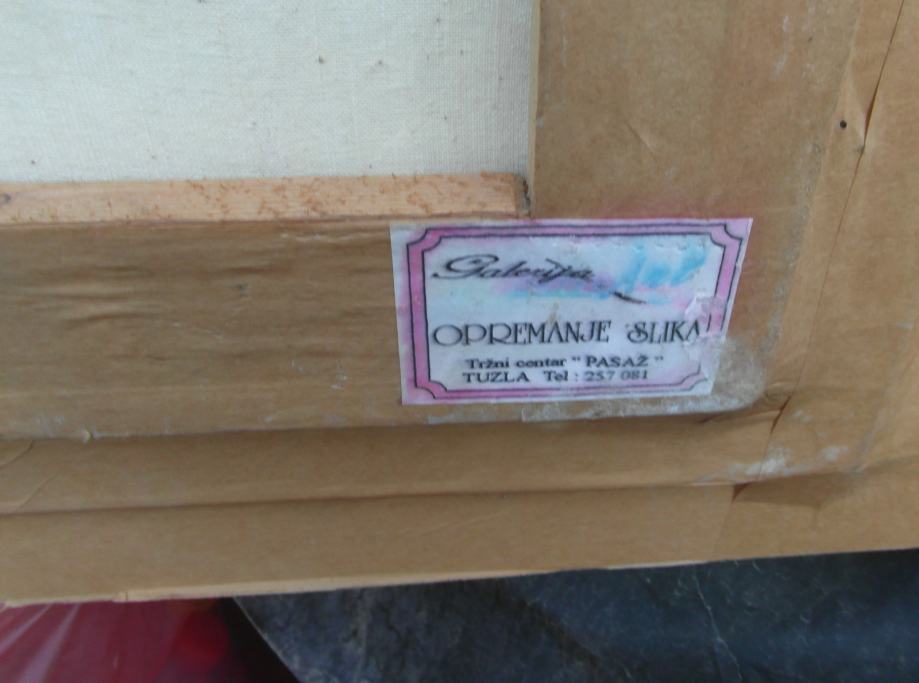 Galerija
OPREMANJE SLIKA
Tržni centar " PASAŽ "
TUZLA Tel : 257 081